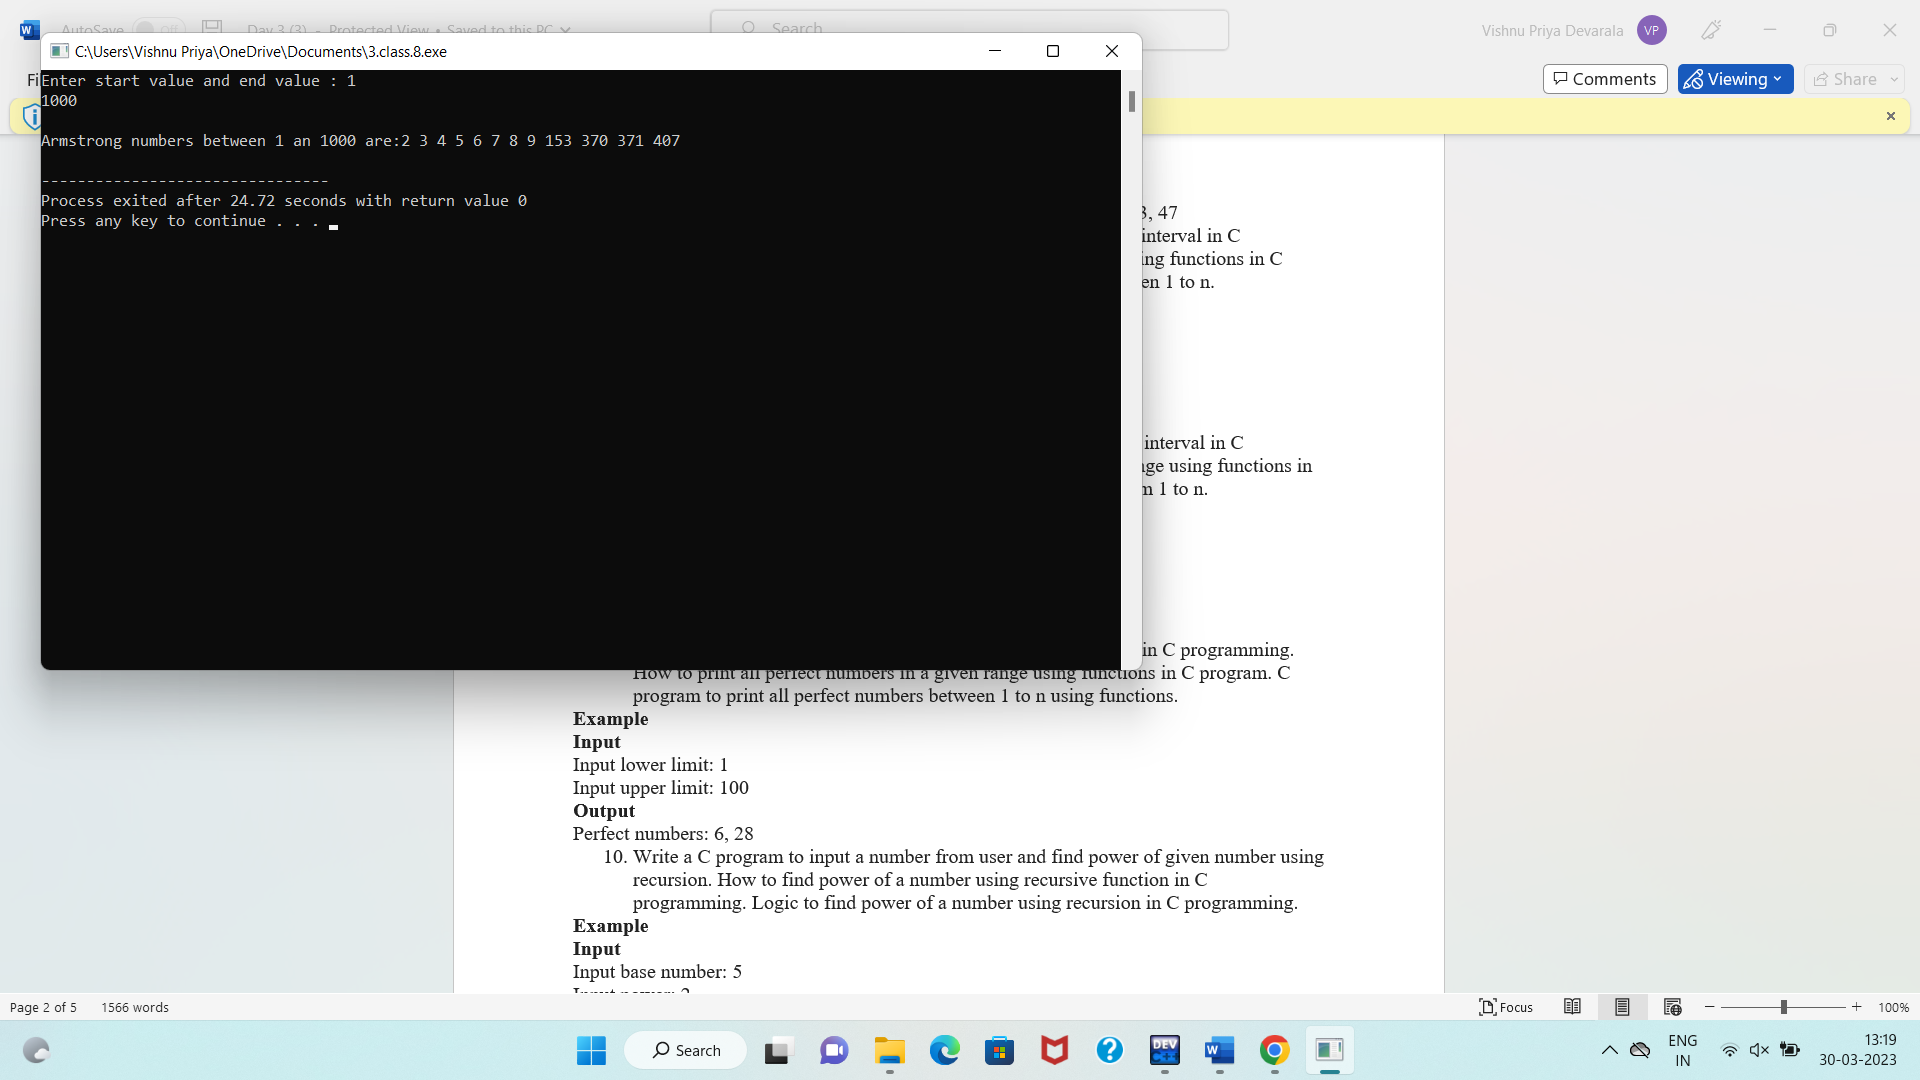 AutoSave Off Day 3 (3) - Protected View • Saved to this PC Search Vishnu Priya Devarala VP
C:\Users\Vishnu Priya\OneDrive\Documents\3.class.8.exe
Fi Comments Viewing Share
Enter start value and end value : 1
1000
Armstrong numbers between 1 an 1000 are:2 3 4 5 6 7 8 9 153 370 371 407
--------------------------------
Process exited after 24.72 seconds with return value 0
Press any key to continue . . .
3, 47
interval in C
ing functions in C
en 1 to n.
interval in C
ge using functions in
1 to n.
in C programming.
How to print all perfect numbers in a given range using functions in C program. C
program to print all perfect numbers between 1 to n using functions.
Example
Input
Input lower limit: 1
Input upper limit: 100
Output
Perfect numbers: 6, 28
10. Write a C program to input a number from user and find power of given number using
recursion. How to find power of a number using recursive function in C
programming. Logic to find power of a number using recursion in C programming.
Example
Input
Input base number: 5
Page 2 of 5 1566 words Focus 100%
Search DEV C++ W ENG IN 13:19
30-03-2023